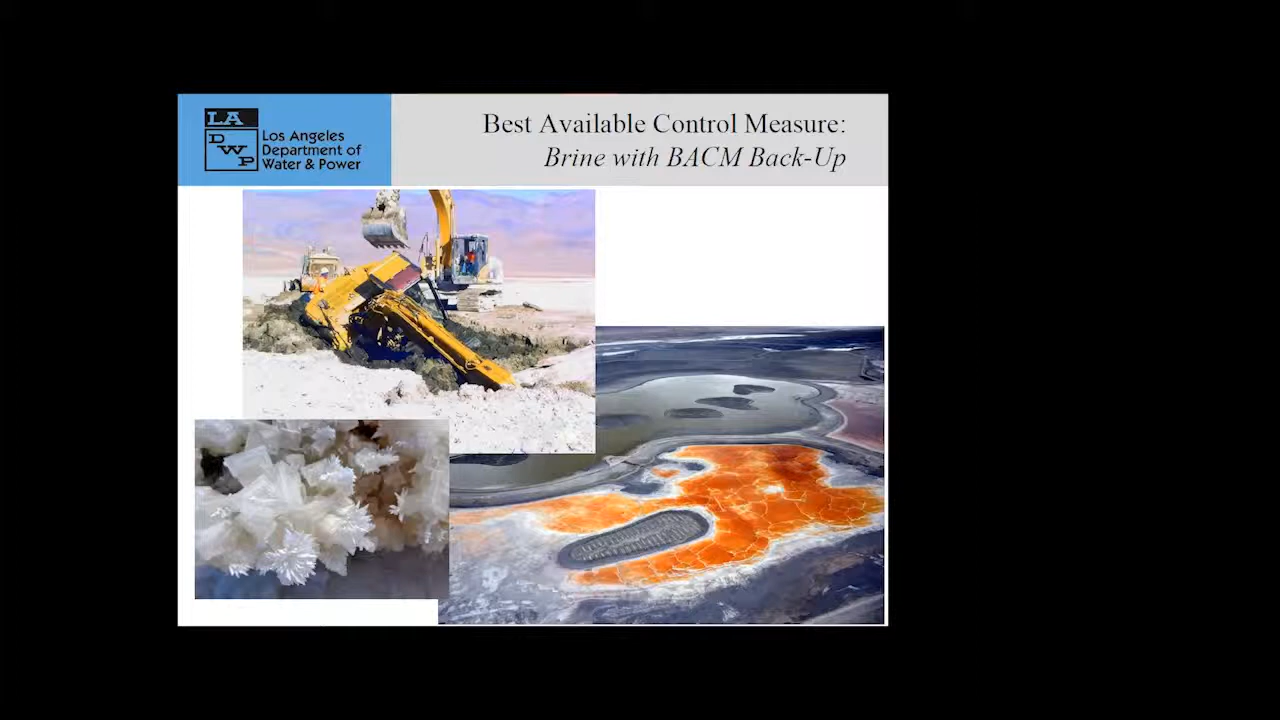 LA
DWP
Los Angeles
Department of
Water & Power
Best Available Control Measure:
Brine with BACM Back-Up